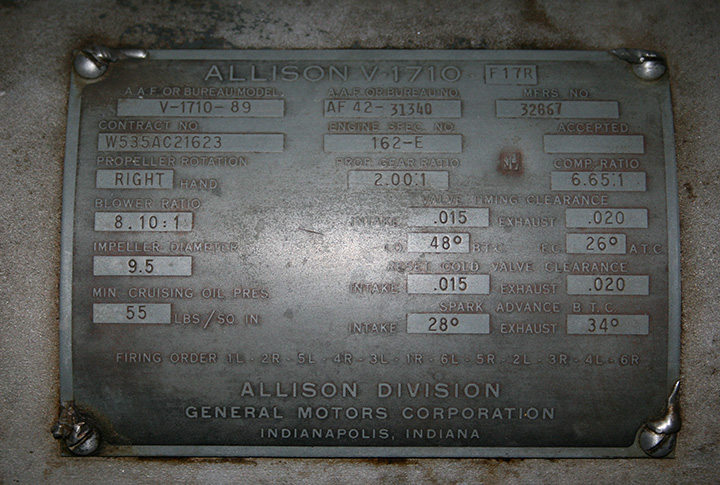 ALLISON V-1710 F17R
A.A.F. OR BUREAU MODEL A.A.F. OR BUREAU NO. MFRS. NO.
V-1710-89 AF 42-31340 32867
CONTRACT NO. ENGINE SPEC. NO. ACCEPTED
W535AC21623 162-E
PROPELLER ROTATION PROP. GEAR RATIO COMP. RATIO
RIGHT HAND 2.00:1 6.65:1
BLOWER RATIO VALVE TIMING CLEARANCE
8.10:1 INTAKE .015 EXHAUST .020
IMPELLER DIAMETER I.O. 48° B.T.C. E.C. 26° A.T.C.
9.5 RESET COLD VALVE CLEARANCE
INTAKE .015 EXHAUST .020
MIN. CRUISING OIL PRES. SPARK ADVANCE B.T.C.
55 LBS/SQ. IN INTAKE 28° EXHAUST 34°
FIRING ORDER 1L-2R-5L-4R-3L-1R-6L-5R-2L-3R-4L-6R
ALLISON DIVISION
GENERAL MOTORS CORPORATION
INDIANAPOLIS, INDIANA